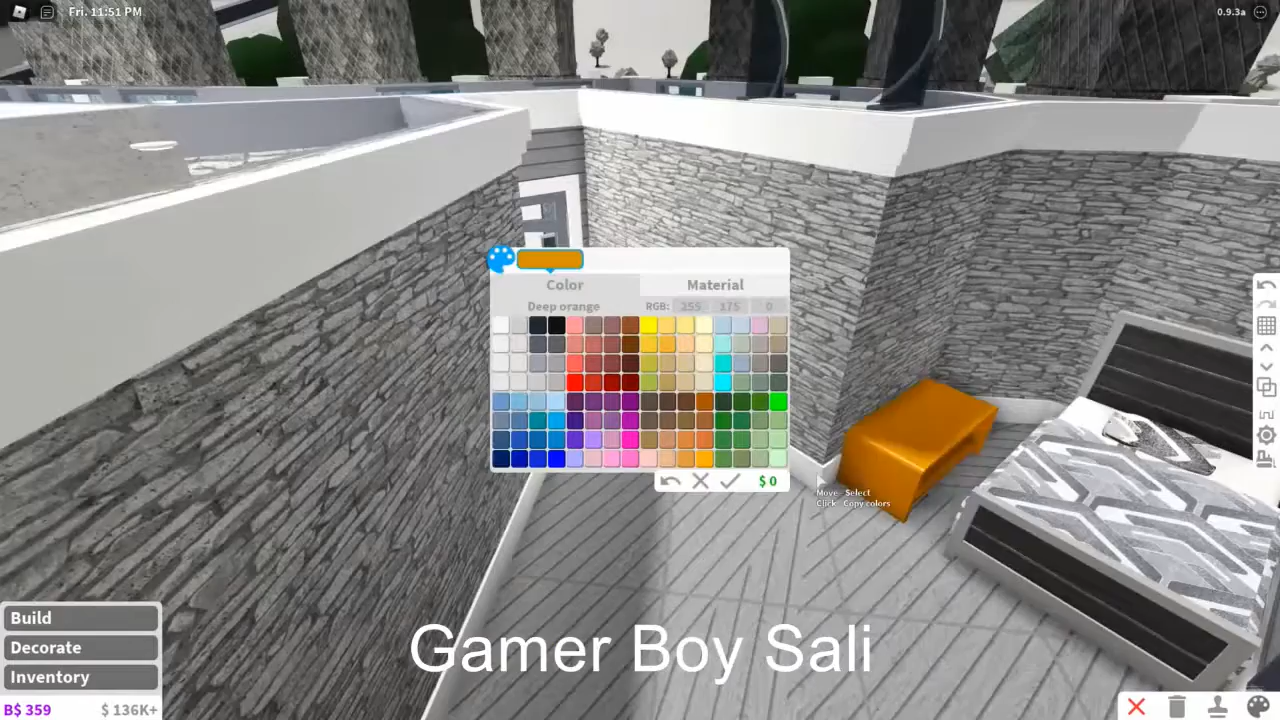 Fri. 11:51 PM
0.9.3a
Color
Material
Deep orange
RGB: 255 175 0
$ 0
Move - Select
Click - Copy colors
Build
Decorate
Inventory
B$ 359
$ 136K+
Gamer Boy Sali